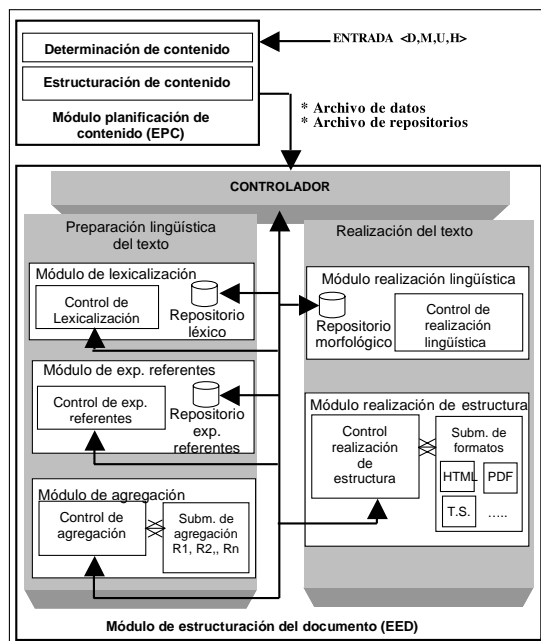 Determinación de contenido
Estructuración de contenido
Módulo planificación de
contenido (EPC)
ENTRADA <D,M,U,H>
* Archivo de datos
* Archivo de repositorios
CONTROLADOR
Preparación lingüística
del texto
Módulo de lexicalización
Control de
Lexicalización
Repositorio
léxico
Módulo de exp. referentes
Control de exp.
referentes
Repositorio
exp.
referentes
Módulo de agregación
Control de
agregación
Subm. de
agregación
R1, R2,, Rn
Realización del texto
Módulo realización lingüística
Repositorio
morfológico
Control de
realización
lingüística
Módulo realización de estructura
Control
realización
de
estructura
Subm. de
formatos
HTML
PDF
T.S.
.....
Módulo de estructuración del documento (EED)